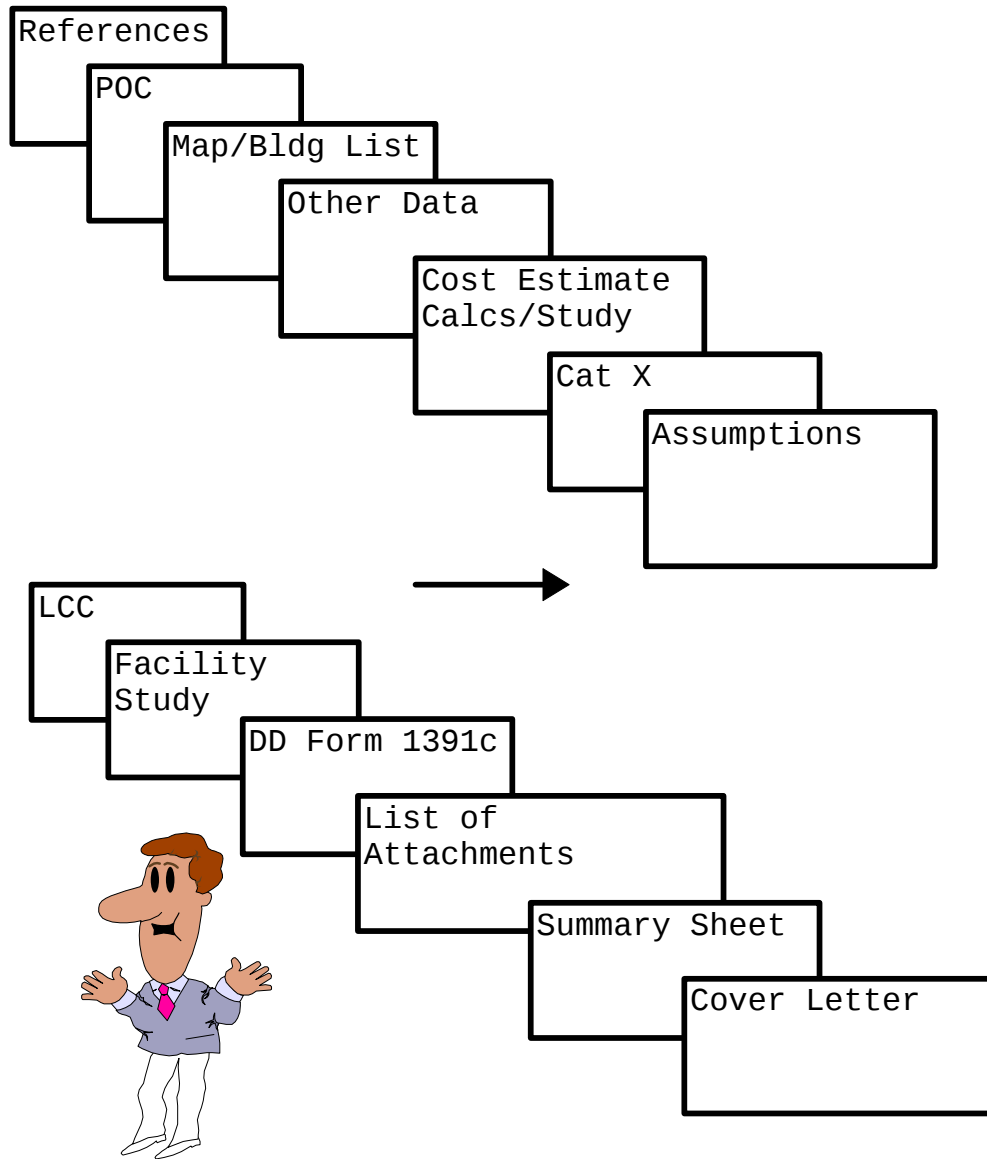 References
POC
Map/Bldg List
Other Data
Cost Estimate
Calcs/Study
Cat X
Assumptions
LCC
Facility
Study
DD Form 1391c
List of
Attachments
Summary Sheet
Cover Letter